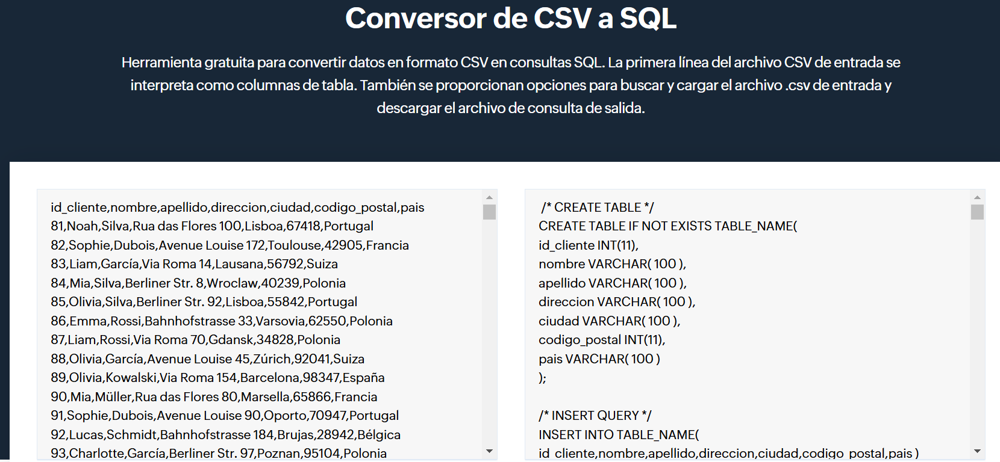 Conversor de CSV a SQL
Herramienta gratuita para convertir datos en formato CSV en consultas SQL. La primera línea del archivo CSV de entrada se
interpreta como columnas de tabla. También se proporcionan opciones para buscar y cargar el archivo .csv de entrada y
descargar el archivo de consulta de salida.
id_cliente,nombre,apellido,direccion,ciudad,codigo_postal,pais
81,Noah,Silva,Rua das Flores 100,Lisboa,67418,Portugal
82,Sophie,Dubois,Avenue Louise 172,Toulouse,42905,Francia
83,Liam,García,Via Roma 14,Lausana,56792,Suiza
84,Mia,Silva,Berliner Str. 8,Wroclaw,40239,Polonia
85,Olivia,Silva,Berliner Str. 92,Lisboa,55842,Portugal
86,Emma,Rossi,Bahnhofstrasse 33,Varsovia,62550,Polonia
87,Liam,Rossi,Via Roma 70,Gdansk,34828,Polonia
88,Olivia,García,Avenue Louise 45,Zúrich,92041,Suiza
89,Olivia,Kowalski,Via Roma 154,Barcelona,98347,España
90,Mia,Müller,Rua das Flores 80,Marsella,65866,Francia
91,Sophie,Dubois,Avenue Louise 90,Oporto,70947,Portugal
92,Lucas,Schmidt,Bahnhofstrasse 184,Brujas,28942,Bélgica
93,Charlotte,García,Berliner Str. 97,Poznan,95104,Polonia
/* CREATE TABLE */
CREATE TABLE IF NOT EXISTS TABLE_NAME(
id_cliente INT(11),
nombre VARCHAR( 100 ),
apellido VARCHAR( 100 ),
direccion VARCHAR( 100 ),
ciudad VARCHAR( 100 ),
codigo_postal INT(11),
pais VARCHAR( 100 )
);
/* INSERT QUERY */
INSERT INTO TABLE_NAME(
id_cliente,nombre,apellido,direccion,ciudad,codigo_postal,pais )